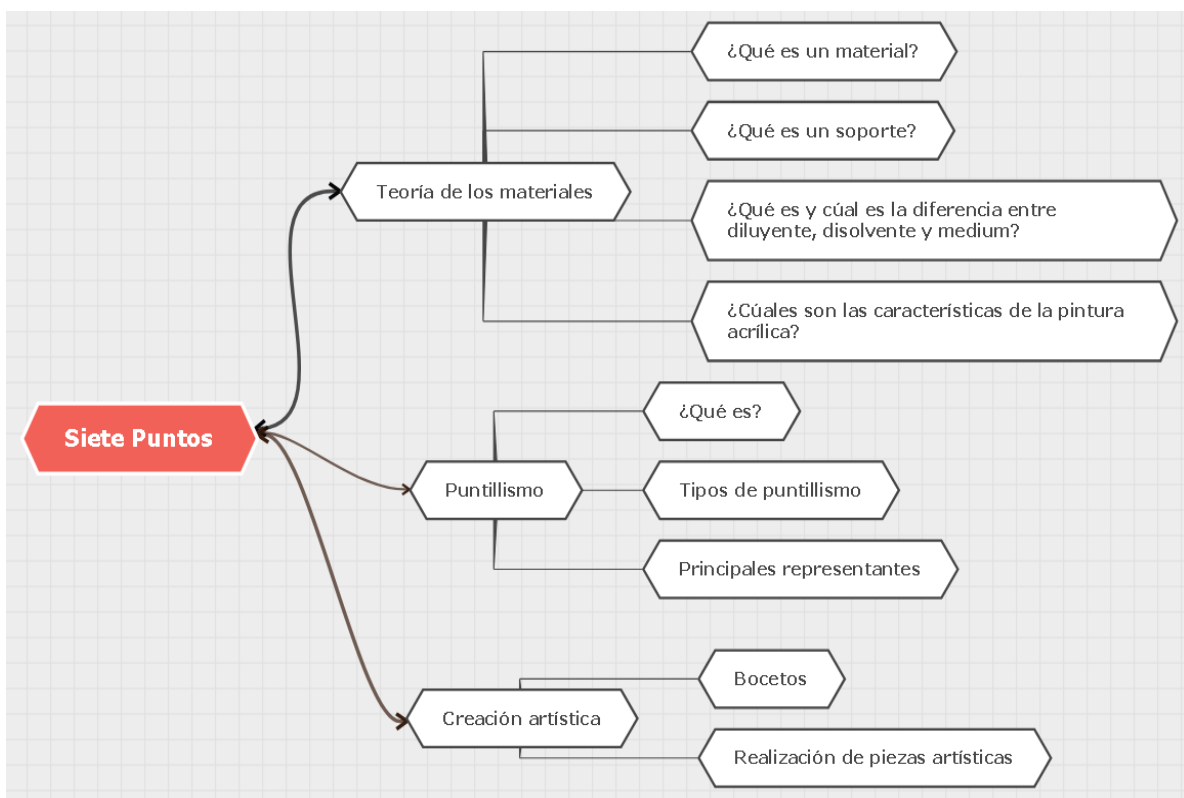 ¿Qué es un material?
¿Qué es un soporte?
Teoría de los materiales
¿Qué es y cúal es la diferencia entre
diluyente, disolvente y medium?
¿Cúales son las características de la pintura
acrílica?
Siete Puntos
¿Qué es?
Puntillismo
Tipos de puntillismo
Principales representantes
Bocetos
Creación artística
Realización de piezas artísticas